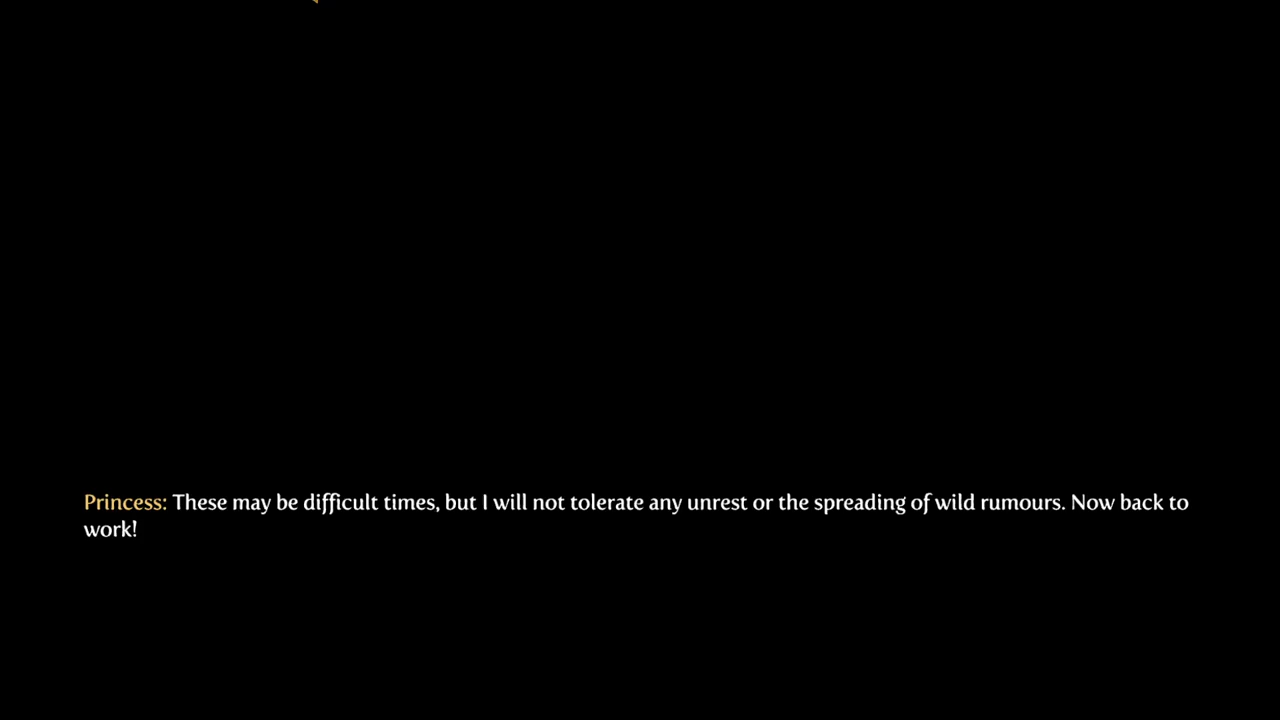 Princess: These may be difficult times, but I will not tolerate any unrest or the spreading of wild rumours. Now back to
work!